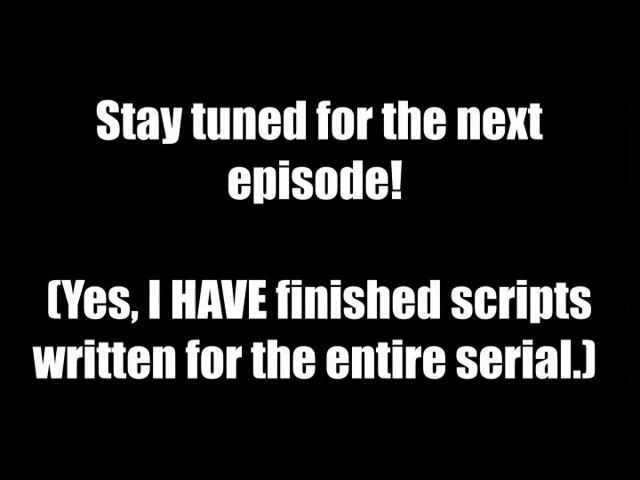 Stay tuned for the next
episode!
(Yes, I HAVE finished scripts
written for the entire serial.)